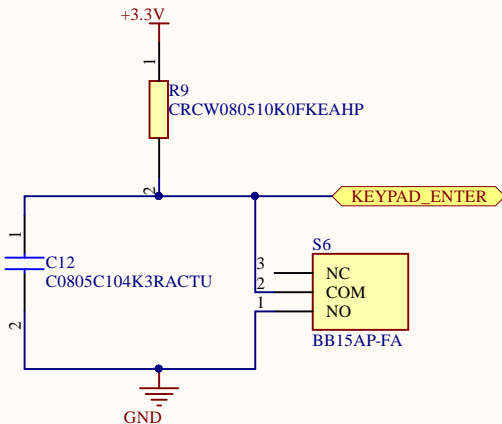 +3.3V
1
R9
CRCW080510K0FKEAHP
2
KEYPAD_ENTER
1
C12
C0805C104K3RACTU
2
S6
3 NC
2 COM
1 NO
BB15AP-FA
GND